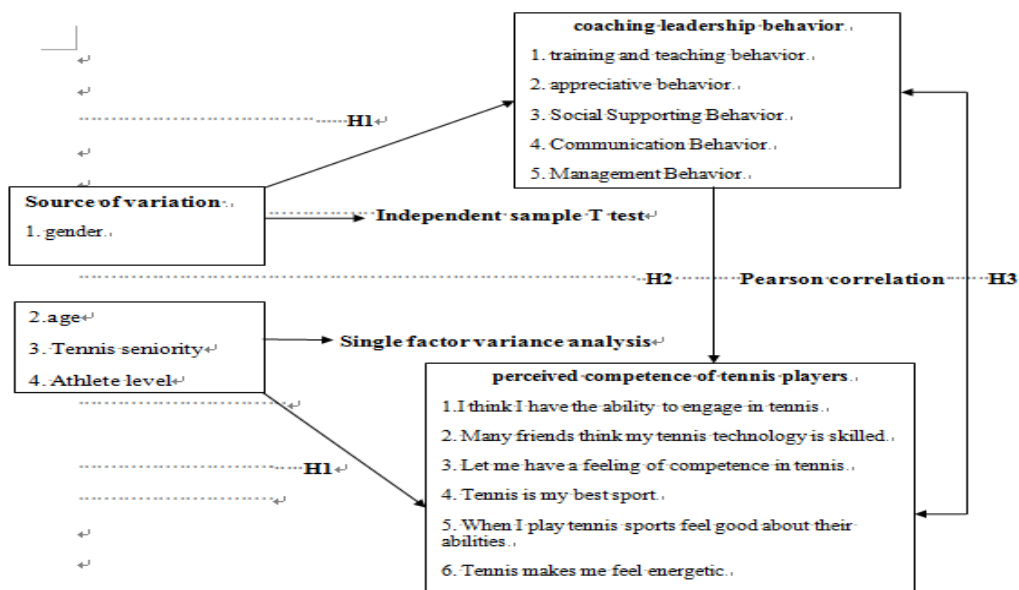 coaching leadership behavior.
1. training and teaching behavior.
2. appreciative behavior.
3. Social Supporting Behavior.
4. Communication Behavior.
5. Management Behavior.
H1
Source of variation.
1. gender.
Independent sample T test
H2 Pearson correlation H3
2.age
3. Tennis seniority
4. Athlete level
Single factor variance analysis
perceived competence of tennis players.
1.I think I have the ability to engage in tennis.
2. Many friends think my tennis technology is skilled.
3. Let me have a feeling of competence in tennis.
4. Tennis is my best sport.
5. When I play tennis sports feel good about their
abilities.
6. Tennis makes me feel energetic.
H1